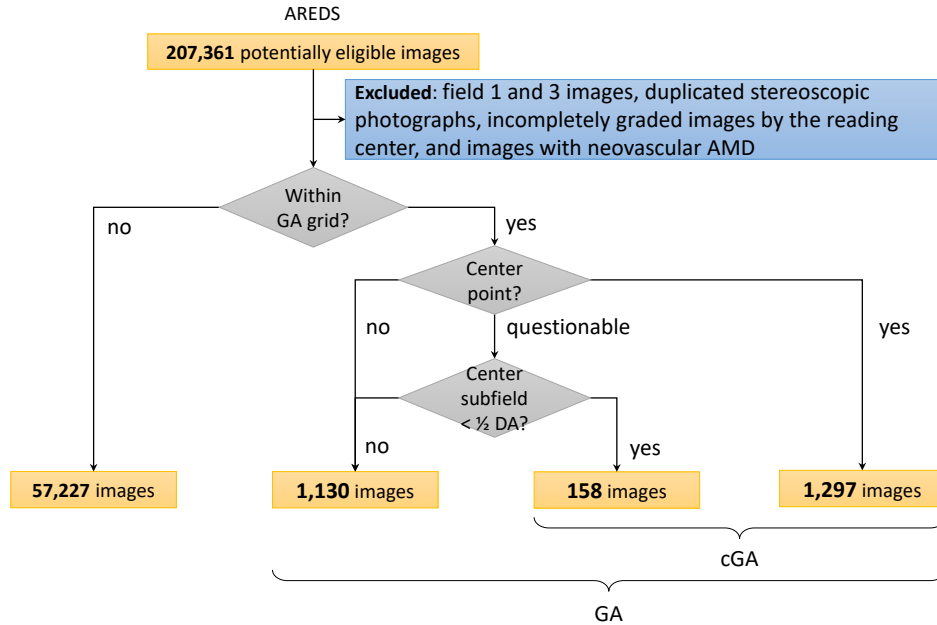 AREDS
207,361 potentially eligible images
Excluded: field 1 and 3 images, duplicated stereoscopic
photographs, incompletely graded images by the reading
center, and images with neovascular AMD
Within
GA grid?
no
yes
Center
point?
no
questionable
yes
Center
subfield
< ½ DA?
no
yes
57,227 images
1,130 images
158 images
1,297 images
cGA
GA